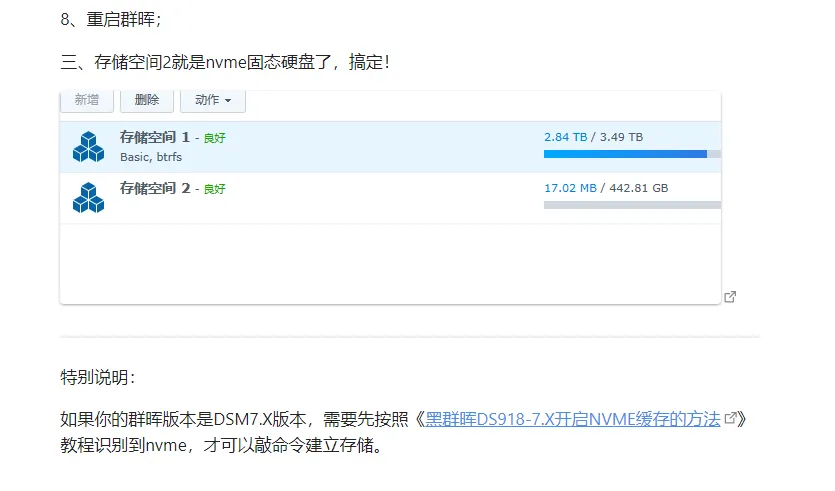 8、重启群晖；
三、存储空间2就是nvme固态硬盘了，搞定！
新增 删除 动作
存储空间 1 - 良好 2.84 TB / 3.49 TB
Basic, btrfs
存储空间 2 - 良好 17.02 MB / 442.81 GB
特别说明：
如果你的群晖版本是DSM7.X版本，需要先按照《黑群晖DS918-7.X开启NVME缓存的方法》
教程识别到nvme，才可以敲命令建立存储。